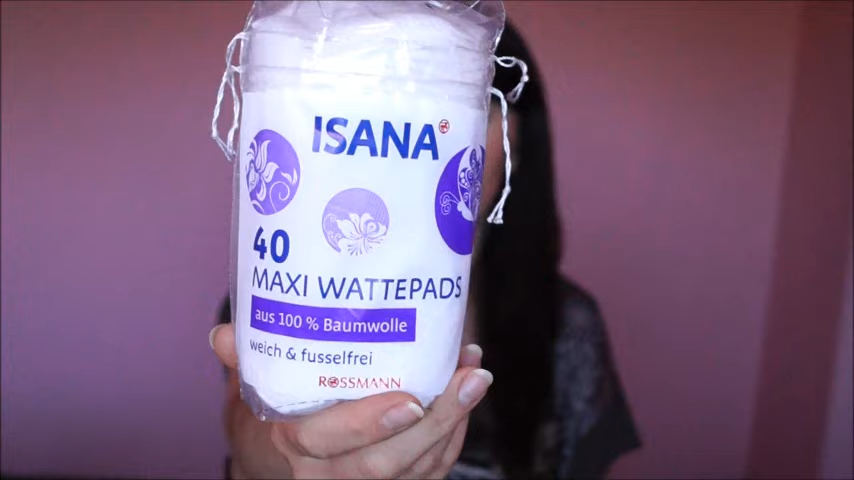 ISANA
40
MAXI WATTEPADS
aus 100 % Baumwolle
weich & fusselfrei
ROSSMANN